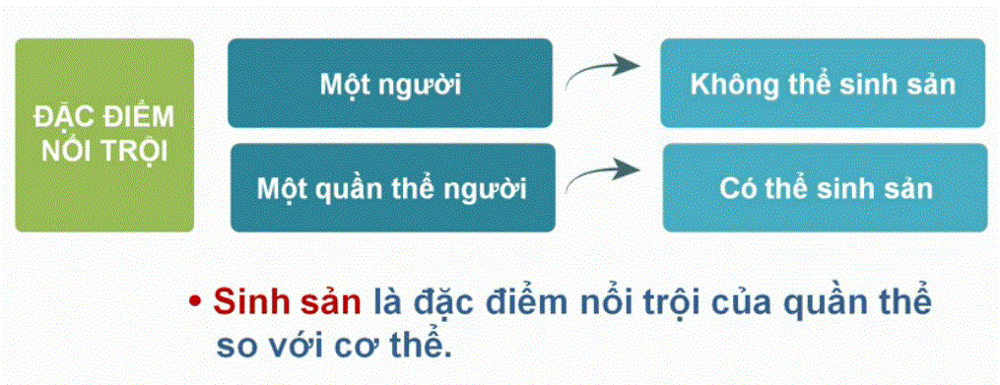 ĐẶC ĐIỂM
NỔI TRỘI
Một người
Không thể sinh sản
Một quần thể người
Có thể sinh sản
• Sinh sản là đặc điểm nổi trội của quần thể
so với cơ thể.